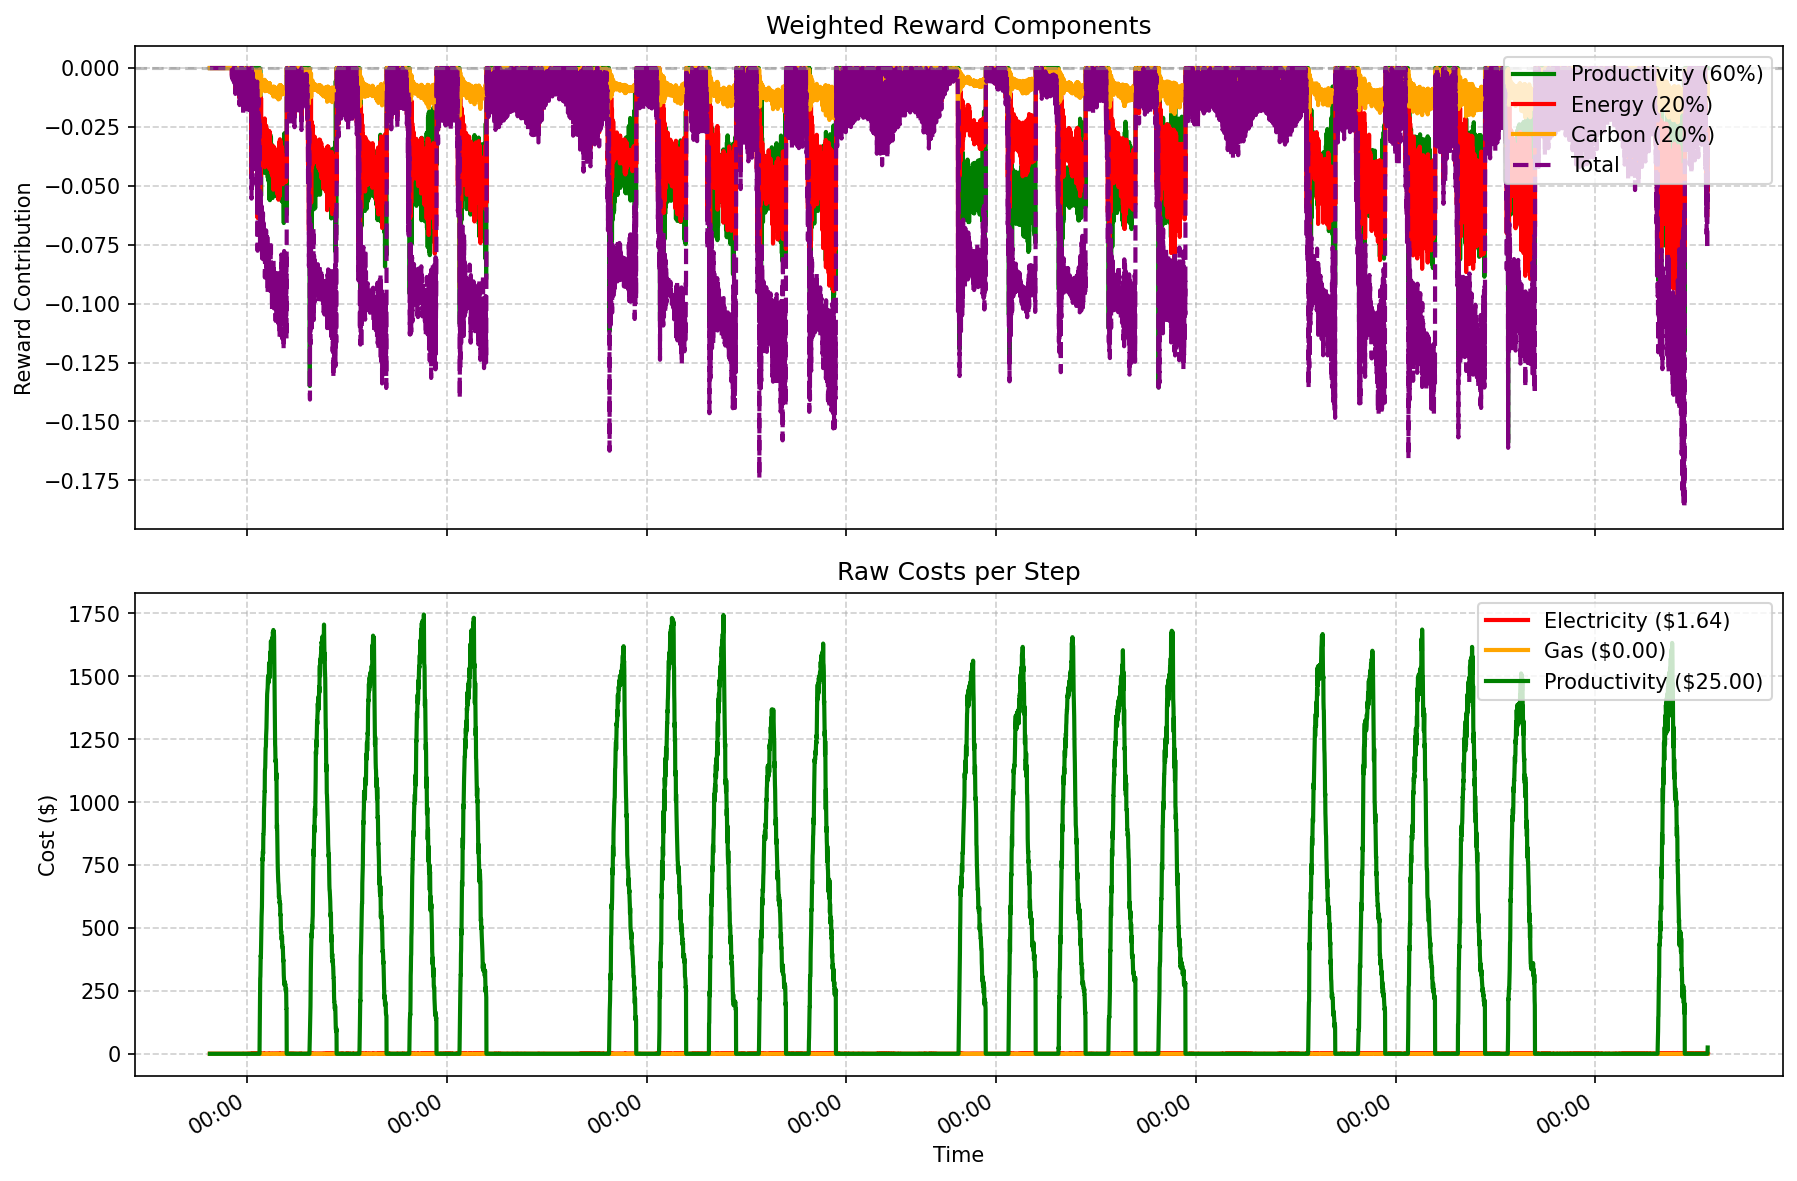 Weighted Reward Components
Reward Contribution
0.000
−0.025
−0.050
−0.075
−0.100
−0.125
−0.150
−0.175
Productivity (60%)
Energy (20%)
Carbon (20%)
Total
Raw Costs per Step
Cost ($)
1750
1500
1250
1000
750
500
250
0
Electricity ($1.64)
Gas ($0.00)
Productivity ($25.00)
00:00
00:00
00:00
00:00
00:00
00:00
00:00
00:00
Time